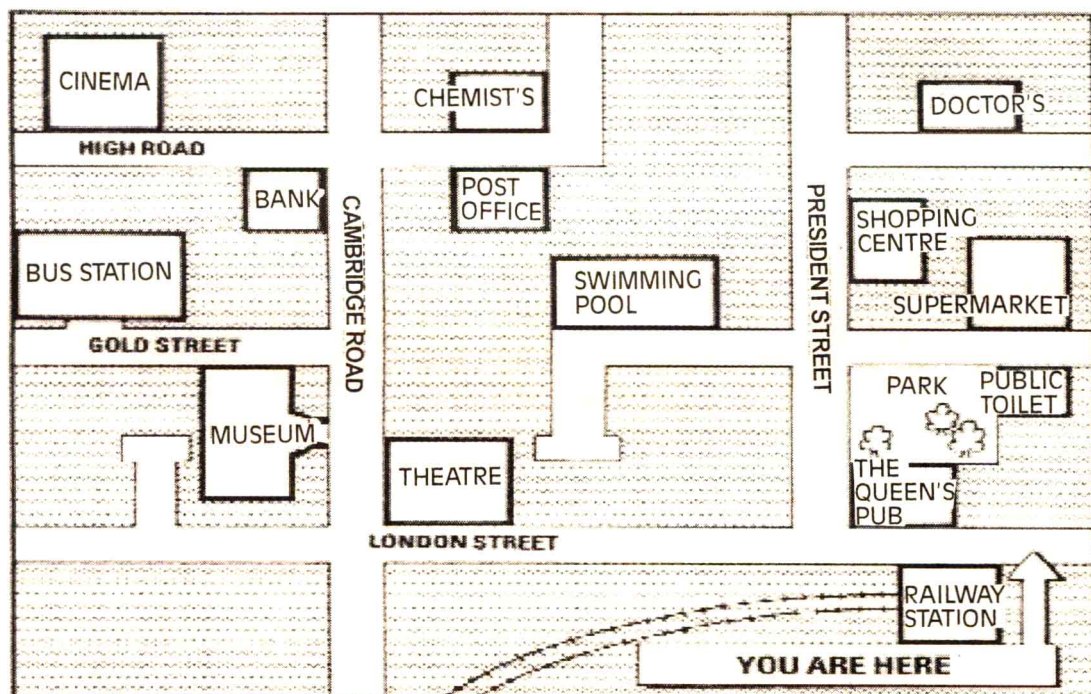 CINEMA
CHEMIST'S
DOCTOR'S
HIGH ROAD
BANK
POST
OFFICE
CAMBRIDGE ROAD
PRESIDENT STREET
SHOPPING
CENTRE
BUS STATION
SWIMMING
POOL
SUPERMARKET
GOLD STREET
PARK
PUBLIC
TOILET
MUSEUM
THEATRE
THE
QUEEN'S
PUB
LONDON STREET
RAILWAY
STATION
YOU ARE HERE